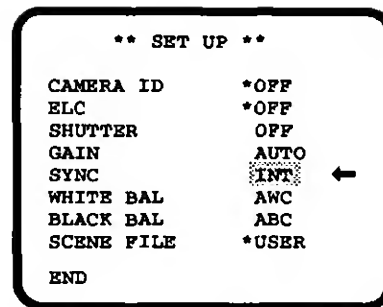 ** SET UP **
CAMERA ID *OFF
ELC *OFF
SHUTTER OFF
GAIN AUTO
SYNC INT ←
WHITE BAL AWC
BLACK BAL ABC
SCENE FILE *USER
END